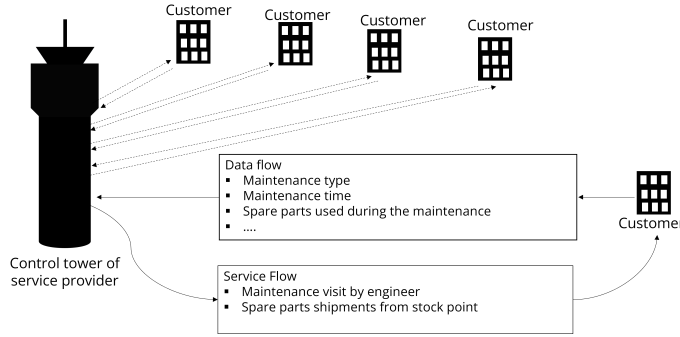 Customer
Customer
Customer
Customer
Data flow
▪ Maintenance type
▪ Maintenance time
▪ Spare parts used during the maintenance
▪ ....
Customer
Control tower of
service provider
Service Flow
▪ Maintenance visit by engineer
▪ Spare parts shipments from stock point